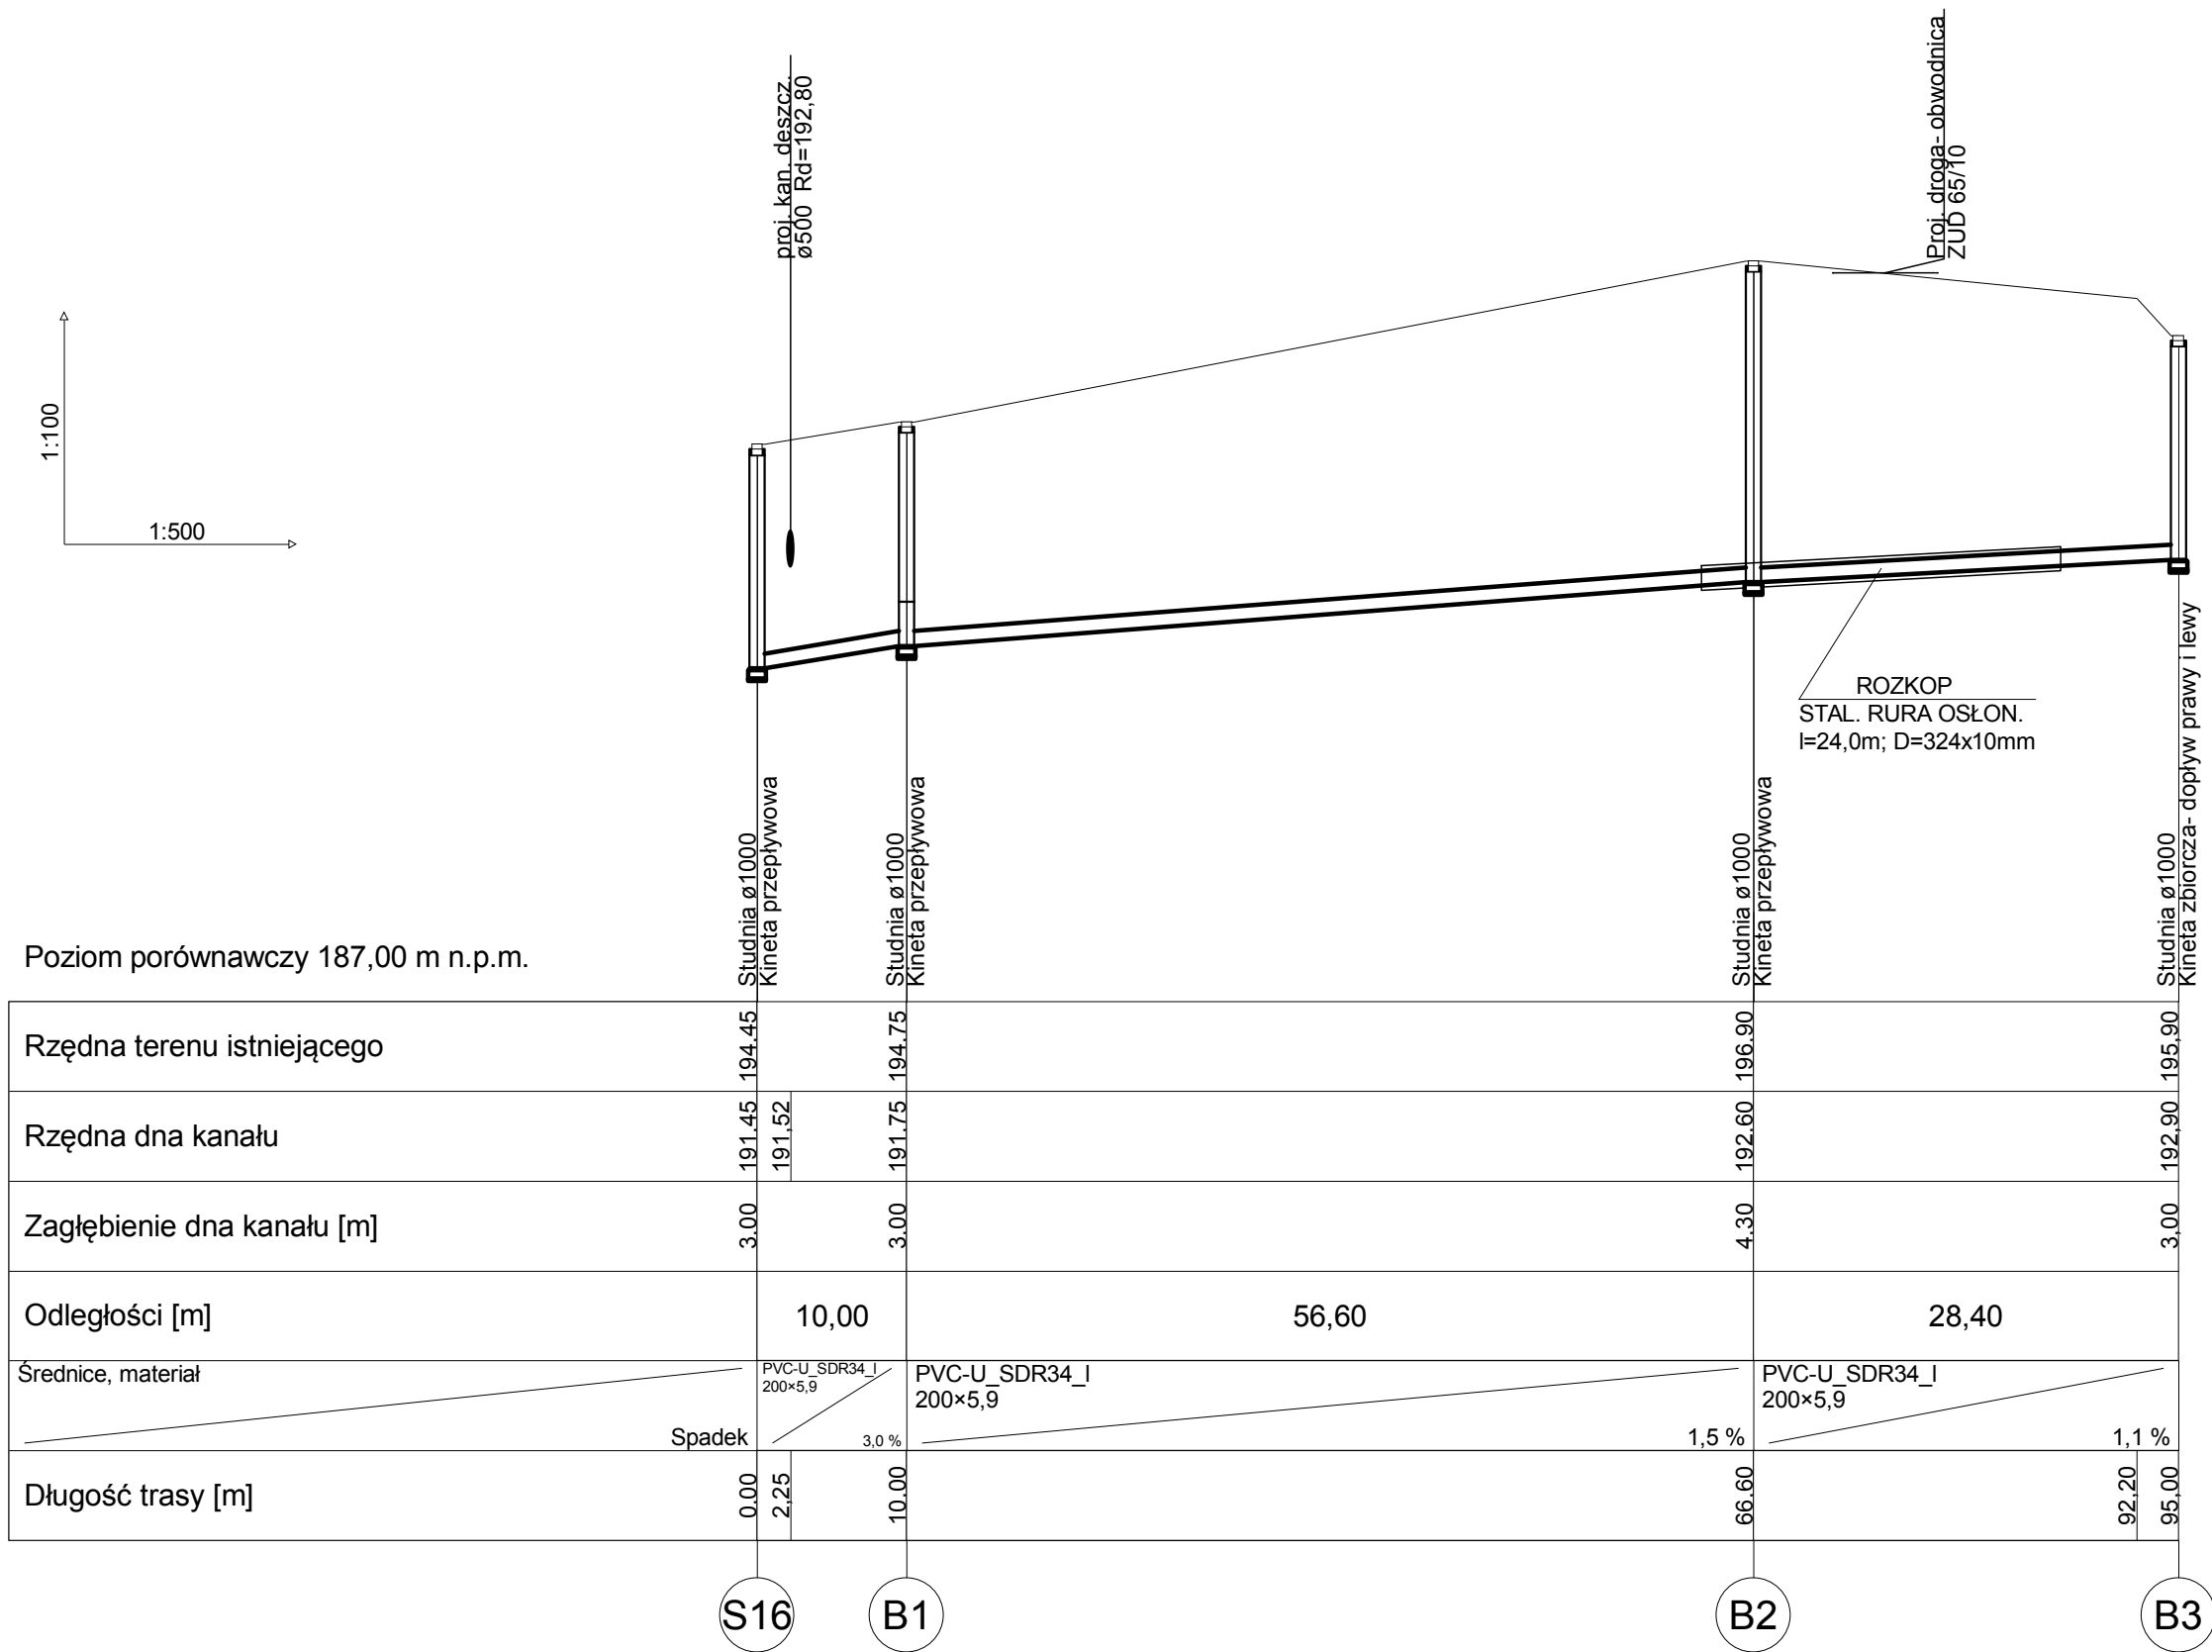 proj. kan. deszcz.
ø500 Rd=192,80
Proj. droga- obwodnica
ZUD 65/10
1:100
1:500
ROZKOP
STAL. RURA OSŁON.
l=24,0m; D=324x10mm
Studnia ø1000
Kineta przepływowa
Studnia ø1000
Kineta przepływowa
Studnia ø1000
Kineta przepływowa
Studnia ø1000
Kineta zbiorcza- dopływ prawy i lewy
Poziom porównawczy 187,00 m n.p.m.
Rzędna terenu istniejącego 194.45 194.75 196.90 195,90
Rzędna dna kanału 191.45 191,52 191.75 192.60 192,90
Zagłębienie dna kanału [m] 3.00 3.00 4.30 3,00
Odległości [m] 10,00 56,60 28,40
Średnice, materiał
PVC-U_SDR34_l
200×5,9
PVC-U_SDR34_l
200×5,9
PVC-U_SDR34_l
200×5,9
Spadek 3,0 % 1,5 % 1,1 %
Długość trasy [m] 0.00 2,25 10.00 66.60 92,20 95,00
S16 B1 B2 B3